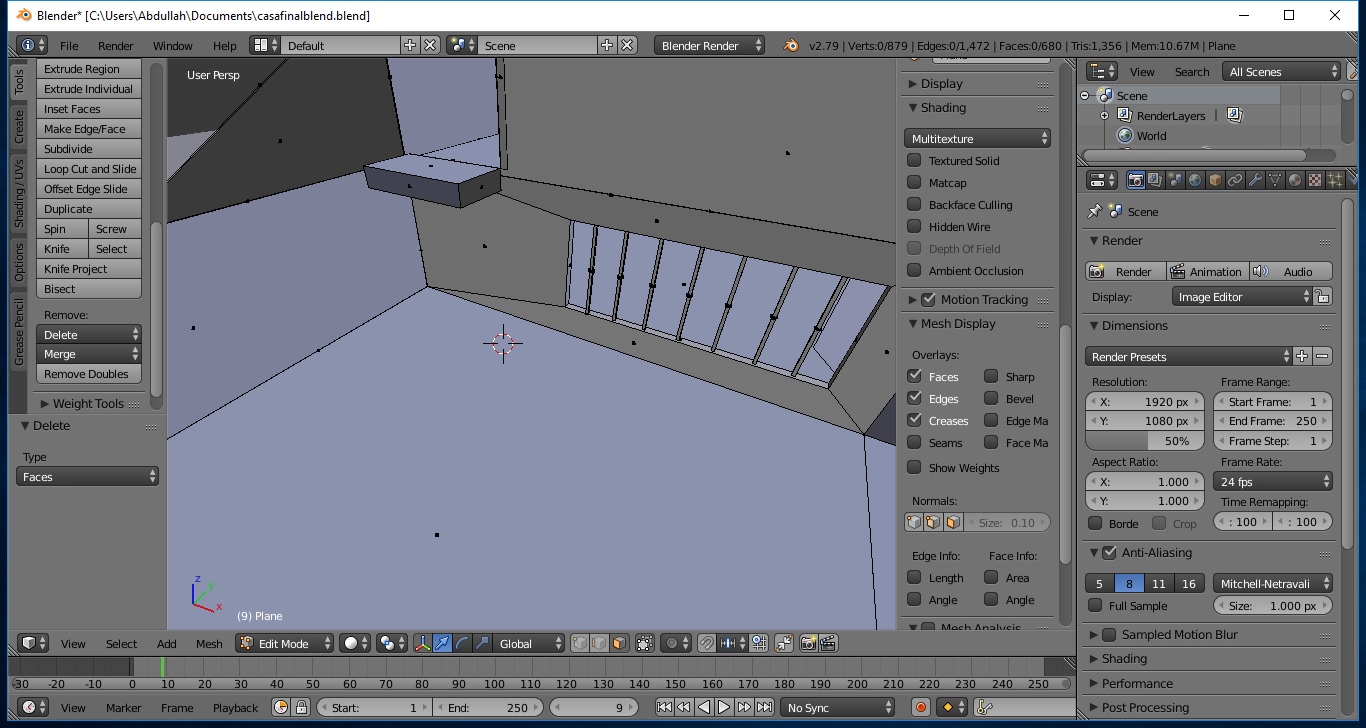 Blender* [C:\Users\Abdullah\Documents\casafinalblend.blend]
File Render Window Help Default Scene Blender Render v2.79 | Verts:0/879 | Edges:0/1,472 | Faces:0/680 | Tris:1,356 | Mem:10.67M | Plane
Tools
Create
Shading / UVs
Options
Grease Pencil
Extrude Region
Extrude Individual
Inset Faces
Make Edge/Face
Subdivide
Loop Cut and Slide
Offset Edge Slide
Duplicate
Spin Screw
Knife Select
Knife Project
Bisect
Remove:
Delete
Merge
Remove Doubles
Weight Tools
Delete
Type
Faces
User Persp
z
y
x
(9) Plane
Display
Shading
Multitexture
Textured Solid
Matcap
Backface Culling
Hidden Wire
Depth Of Field
Ambient Occlusion
Motion Tracking
Mesh Display
Overlays:
Faces Sharp
Edges Bevel
Creases Edge Ma
Seams Face Ma
Show Weights
Normals:
Size: 0.10
Edge Info: Face Info:
Length Area
Angle Angle
Mesh Analysis
View Search All Scenes
Scene
RenderLayers
World
Scene
Render
Render Animation Audio
Display: Image Editor
Dimensions
Render Presets
Resolution: Frame Range:
X: 1920 px Start Frame: 1
Y: 1080 px End Frame: 250
50% Frame Step: 1
Aspect Ratio: Frame Rate:
X: 1.000 24 fps
Y: 1.000 Time Remapping:
Borde Crop : 100 : 100
Anti-Aliasing
5 8 11 16 Mitchell-Netravali
Full Sample Size: 1.000 px
Sampled Motion Blur
Shading
Performance
Post Processing
View Select Add Mesh Edit Mode Global
-30 -20 -10 0 10 20 30 40 50 60 70 80 90 100 110 120 130 140 150 160 170 180 190 200 210 220 230 240 250
View Marker Frame Playback Start: 1 End: 250 9 No Sync